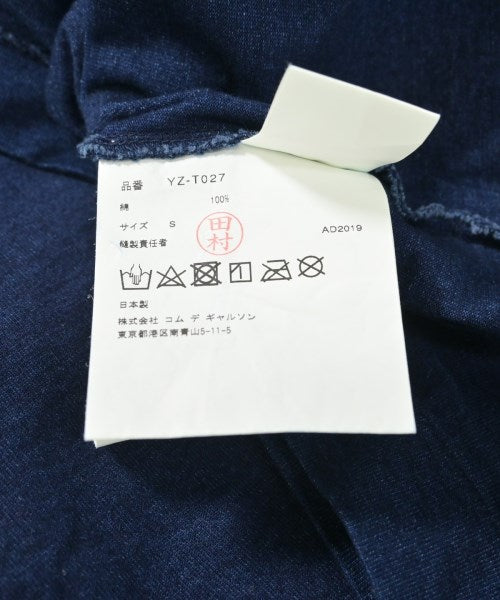 品番 YZ-T027
綿 100%
サイズ S
縫製責任者 田村 AD2019
日本製
株式会社 コム デ ギャルソン
東京都港区南青山5-11-5